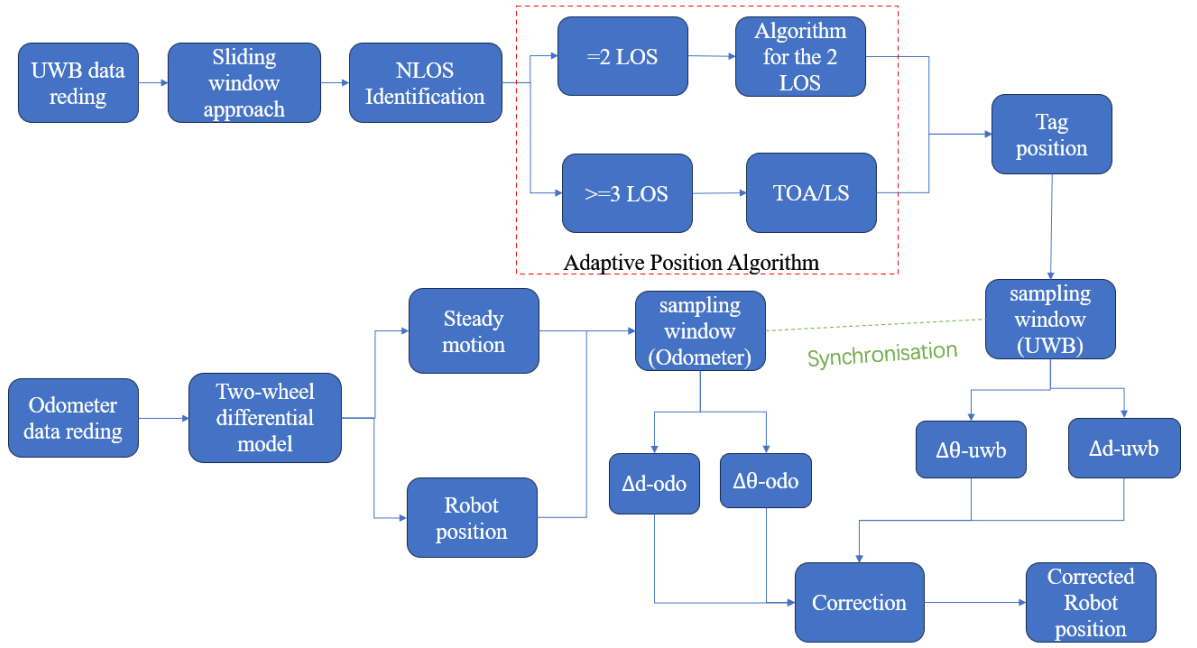 UWB data
reding
Sliding
window
approach
NLOS
Identification
=2 LOS
Algorithm
for the 2
LOS
>=3 LOS
TOA/LS
Adaptive Position Algorithm
Tag
position
Odometer
data reding
Two-wheel
differential
model
Steady
motion
Robot
position
sampling
window
(Odometer)
Synchronisation
sampling
window
(UWB)
Δd-odo
Δθ-odo
Δθ-uwb
Δd-uwb
Correction
Corrected
Robot
position